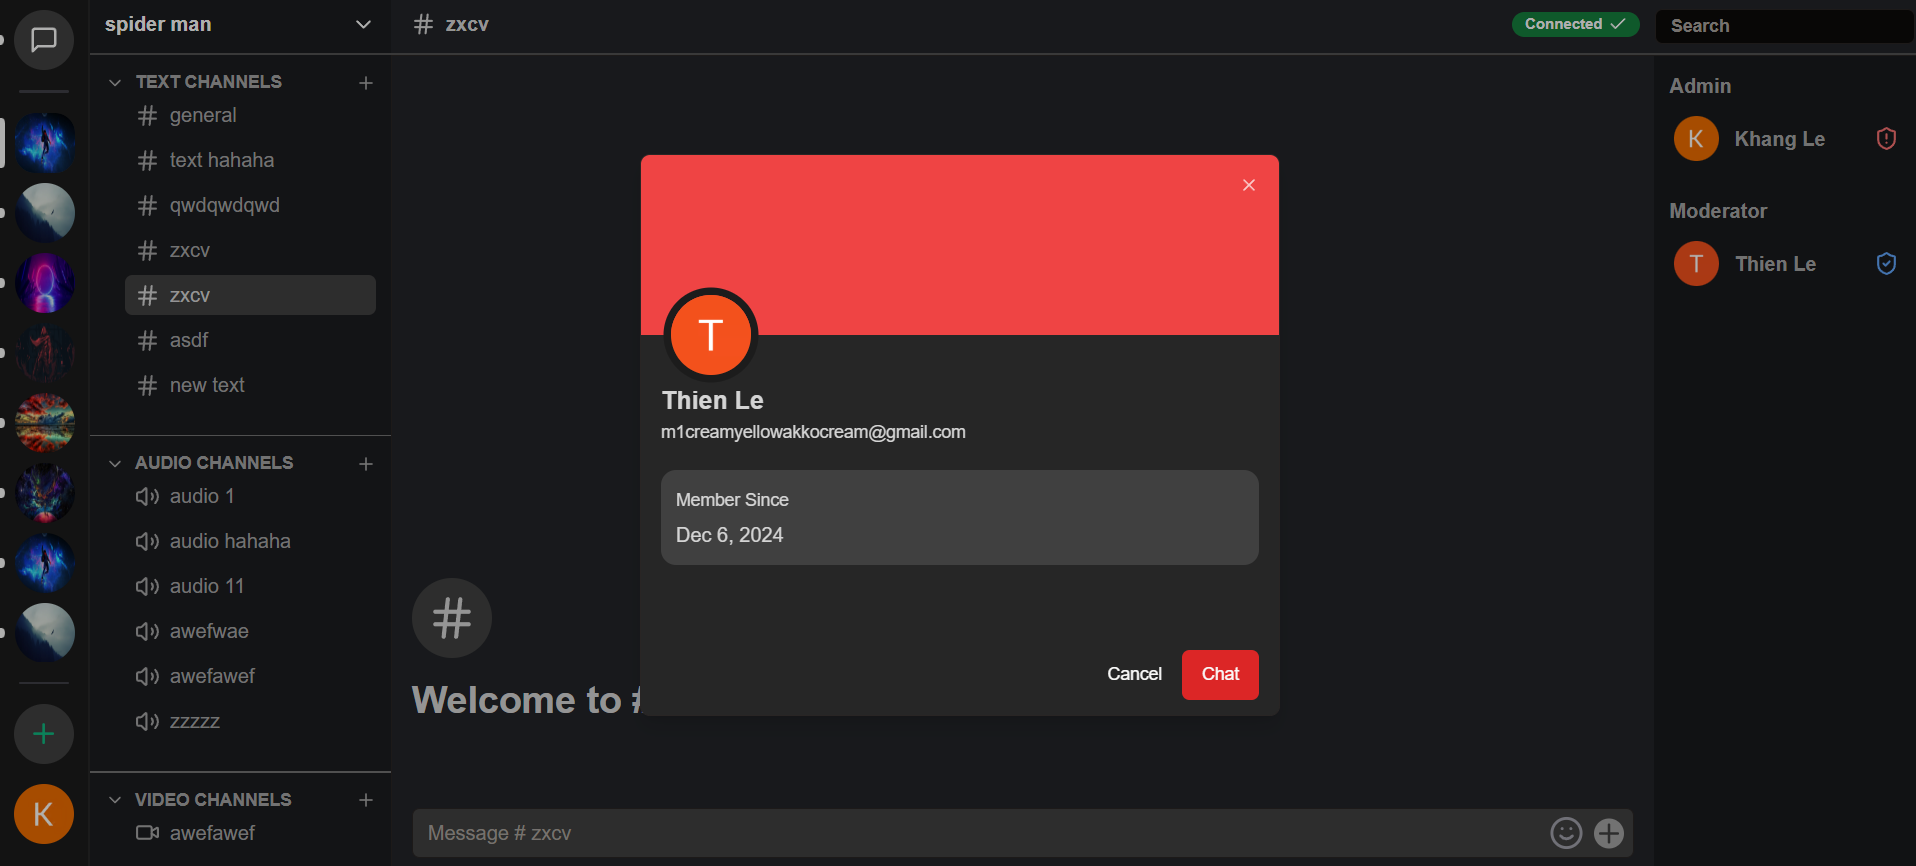 spider man
# zxcv
Connected
Search
TEXT CHANNELS
# general
# text hahaha
# qwdqwdqwd
# zxcv
# zxcv
# asdf
# new text
AUDIO CHANNELS
audio 1
audio hahaha
audio 11
awefwae
awefawef
zzzzz
VIDEO CHANNELS
awefawef
K
#
Welcome to #
Message # zxcv
T
Thien Le
m1creamyellowakkocream@gmail.com
Member Since
Dec 6, 2024
Cancel
Chat
Admin
K Khang Le
Moderator
T Thien Le